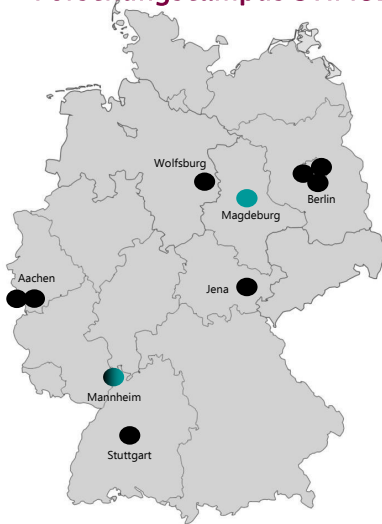 Wolfsburg
Magdeburg
Berlin
Aachen
Jena
Mannheim
Stuttgart